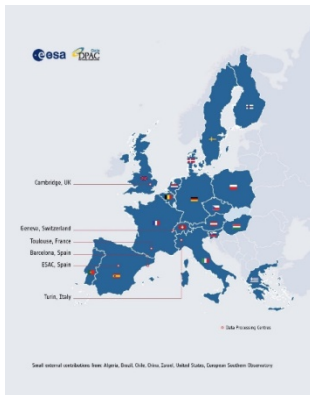 esa
DPAC
Cambridge, UK
Geneva, Switzerland
Toulouse, France
Barcelona, Spain
ESAC, Spain
Turin, Italy
Data Processing Centres
Small external contributions from: Algeria, Brazil, Chile, China, Israel, United States, European Southern Observatory